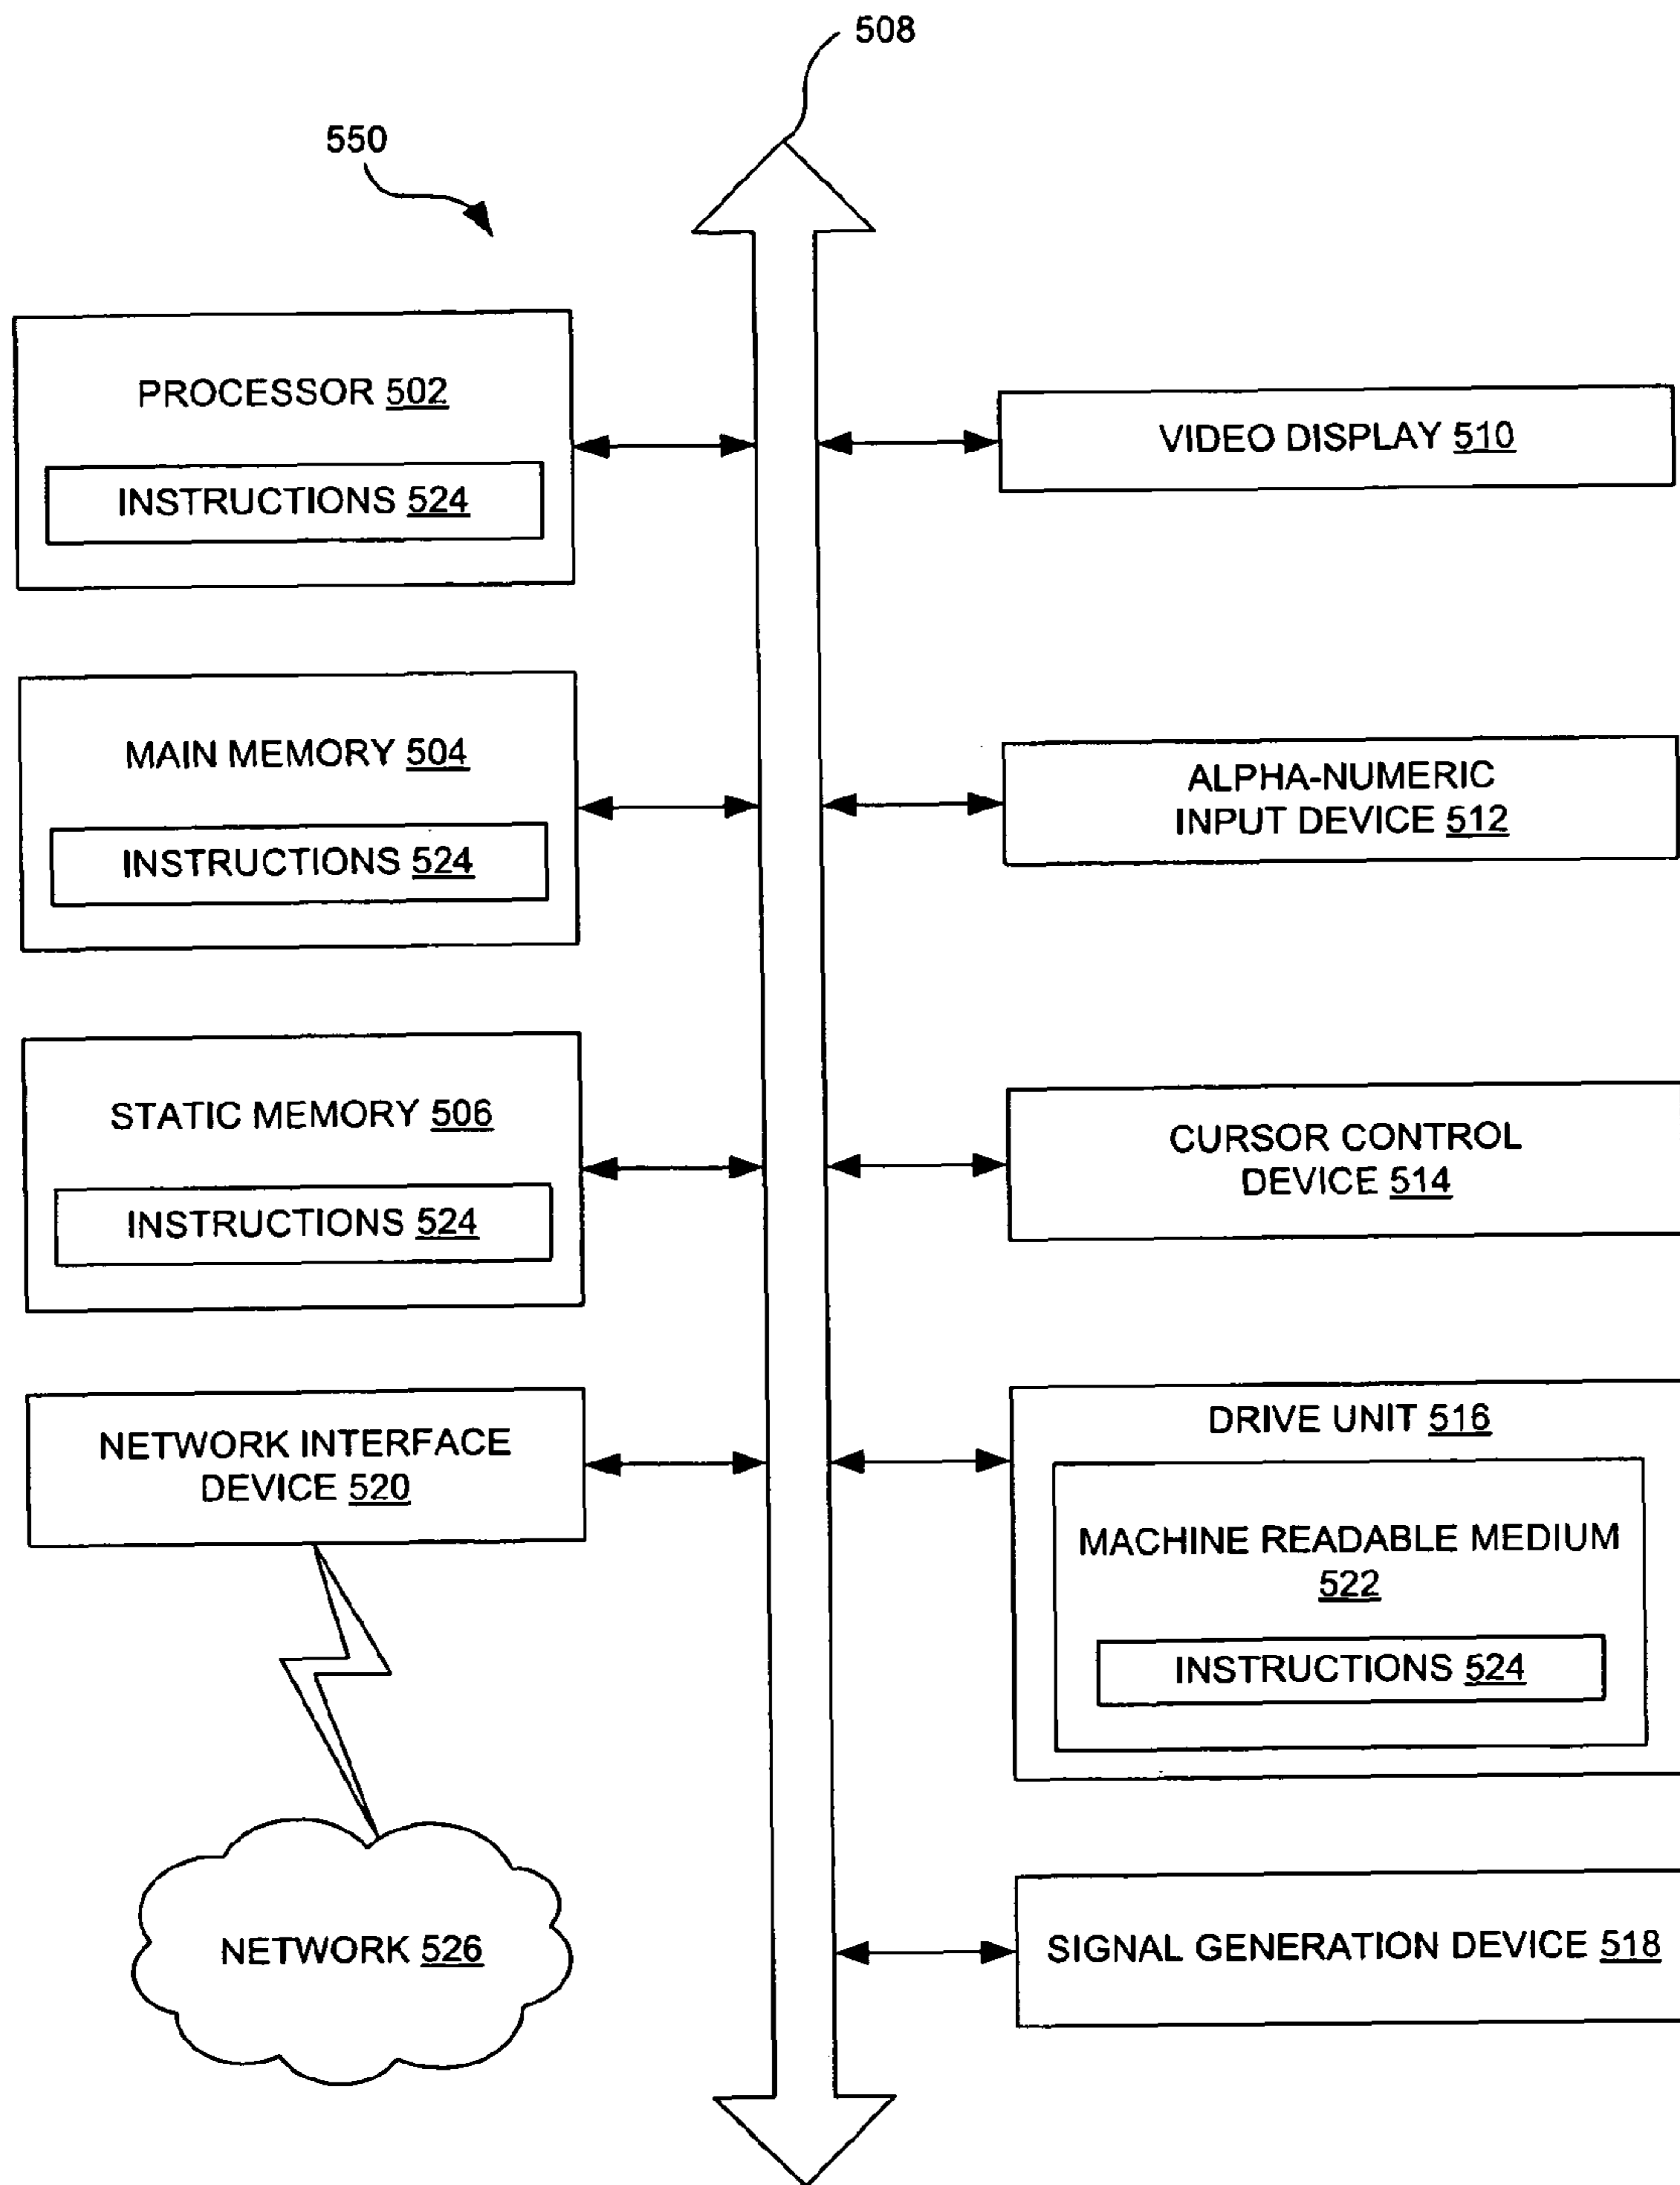 508
550
PROCESSOR 502
INSTRUCTIONS 524
MAIN MEMORY 504
INSTRUCTIONS 524
STATIC MEMORY 506
INSTRUCTIONS 524
NETWORK INTERFACE
DEVICE 520
NETWORK 526
VIDEO DISPLAY 510
ALPHA-NUMERIC
INPUT DEVICE 512
CURSOR CONTROL
DEVICE 514
DRIVE UNIT 516
MACHINE READABLE MEDIUM
522
INSTRUCTIONS 524
SIGNAL GENERATION DEVICE 518